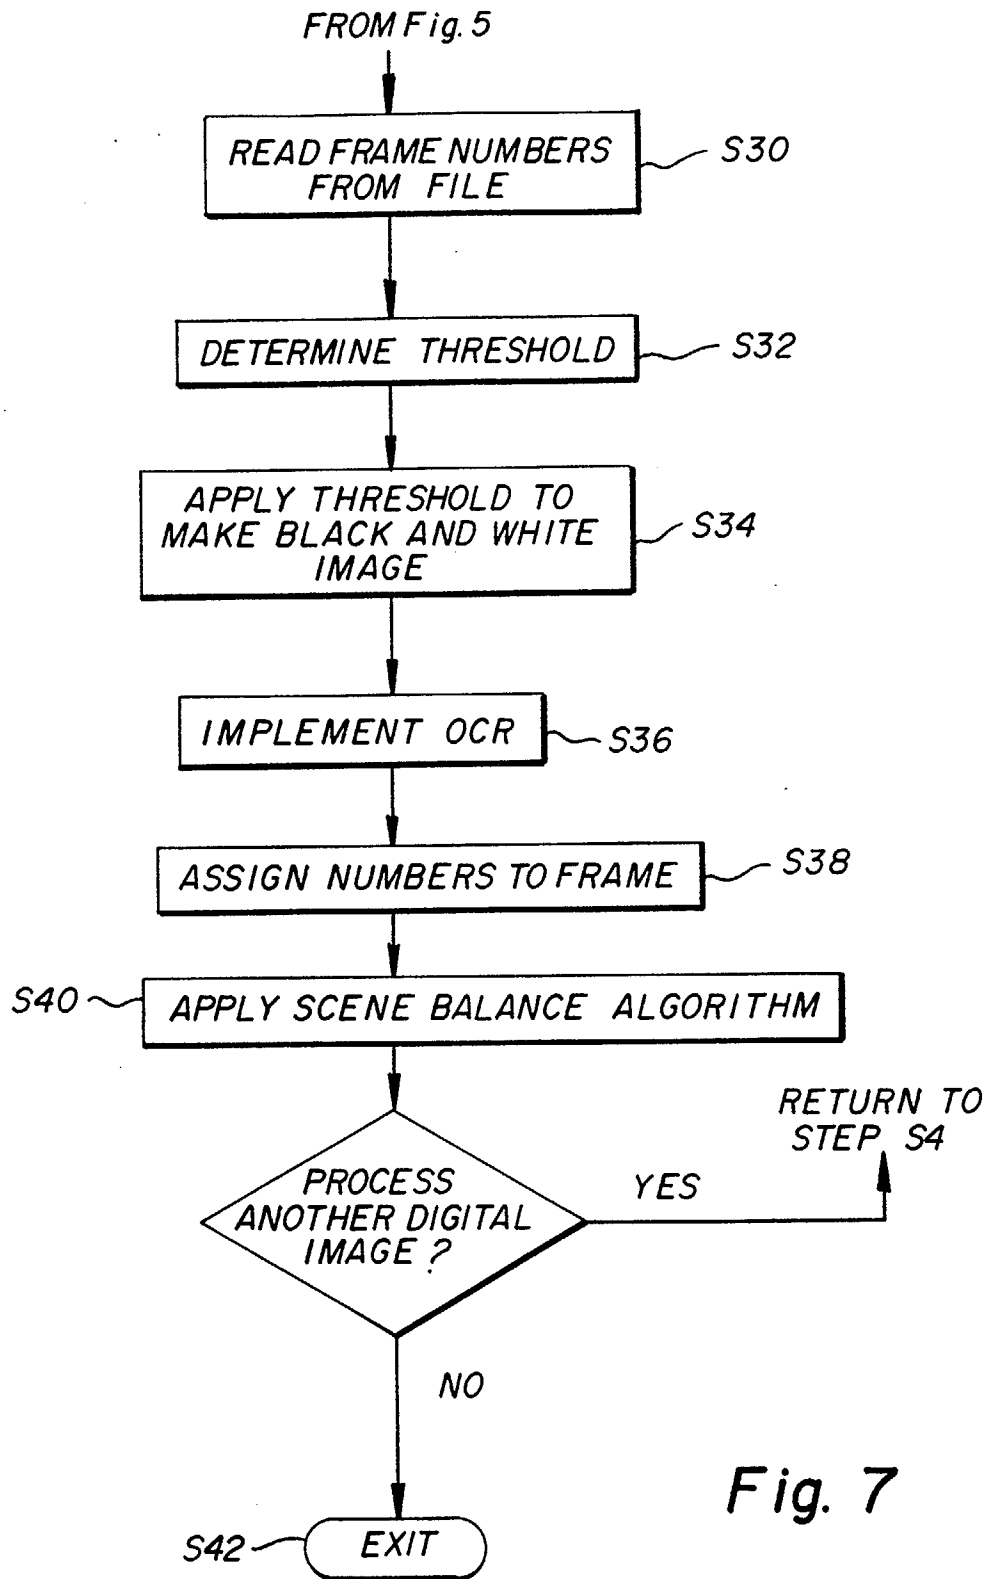 FROM Fig. 5
READ FRAME NUMBERS
FROM FILE
S30
DETERMINE THRESHOLD
S32
APPLY THRESHOLD TO
MAKE BLACK AND WHITE
IMAGE
S34
IMPLEMENT OCR
S36
ASSIGN NUMBERS TO FRAME
S38
S40
APPLY SCENE BALANCE ALGORITHM
PROCESS
ANOTHER DIGITAL
IMAGE ?
YES
RETURN TO
STEP S4
NO
S42
EXIT
Fig. 7